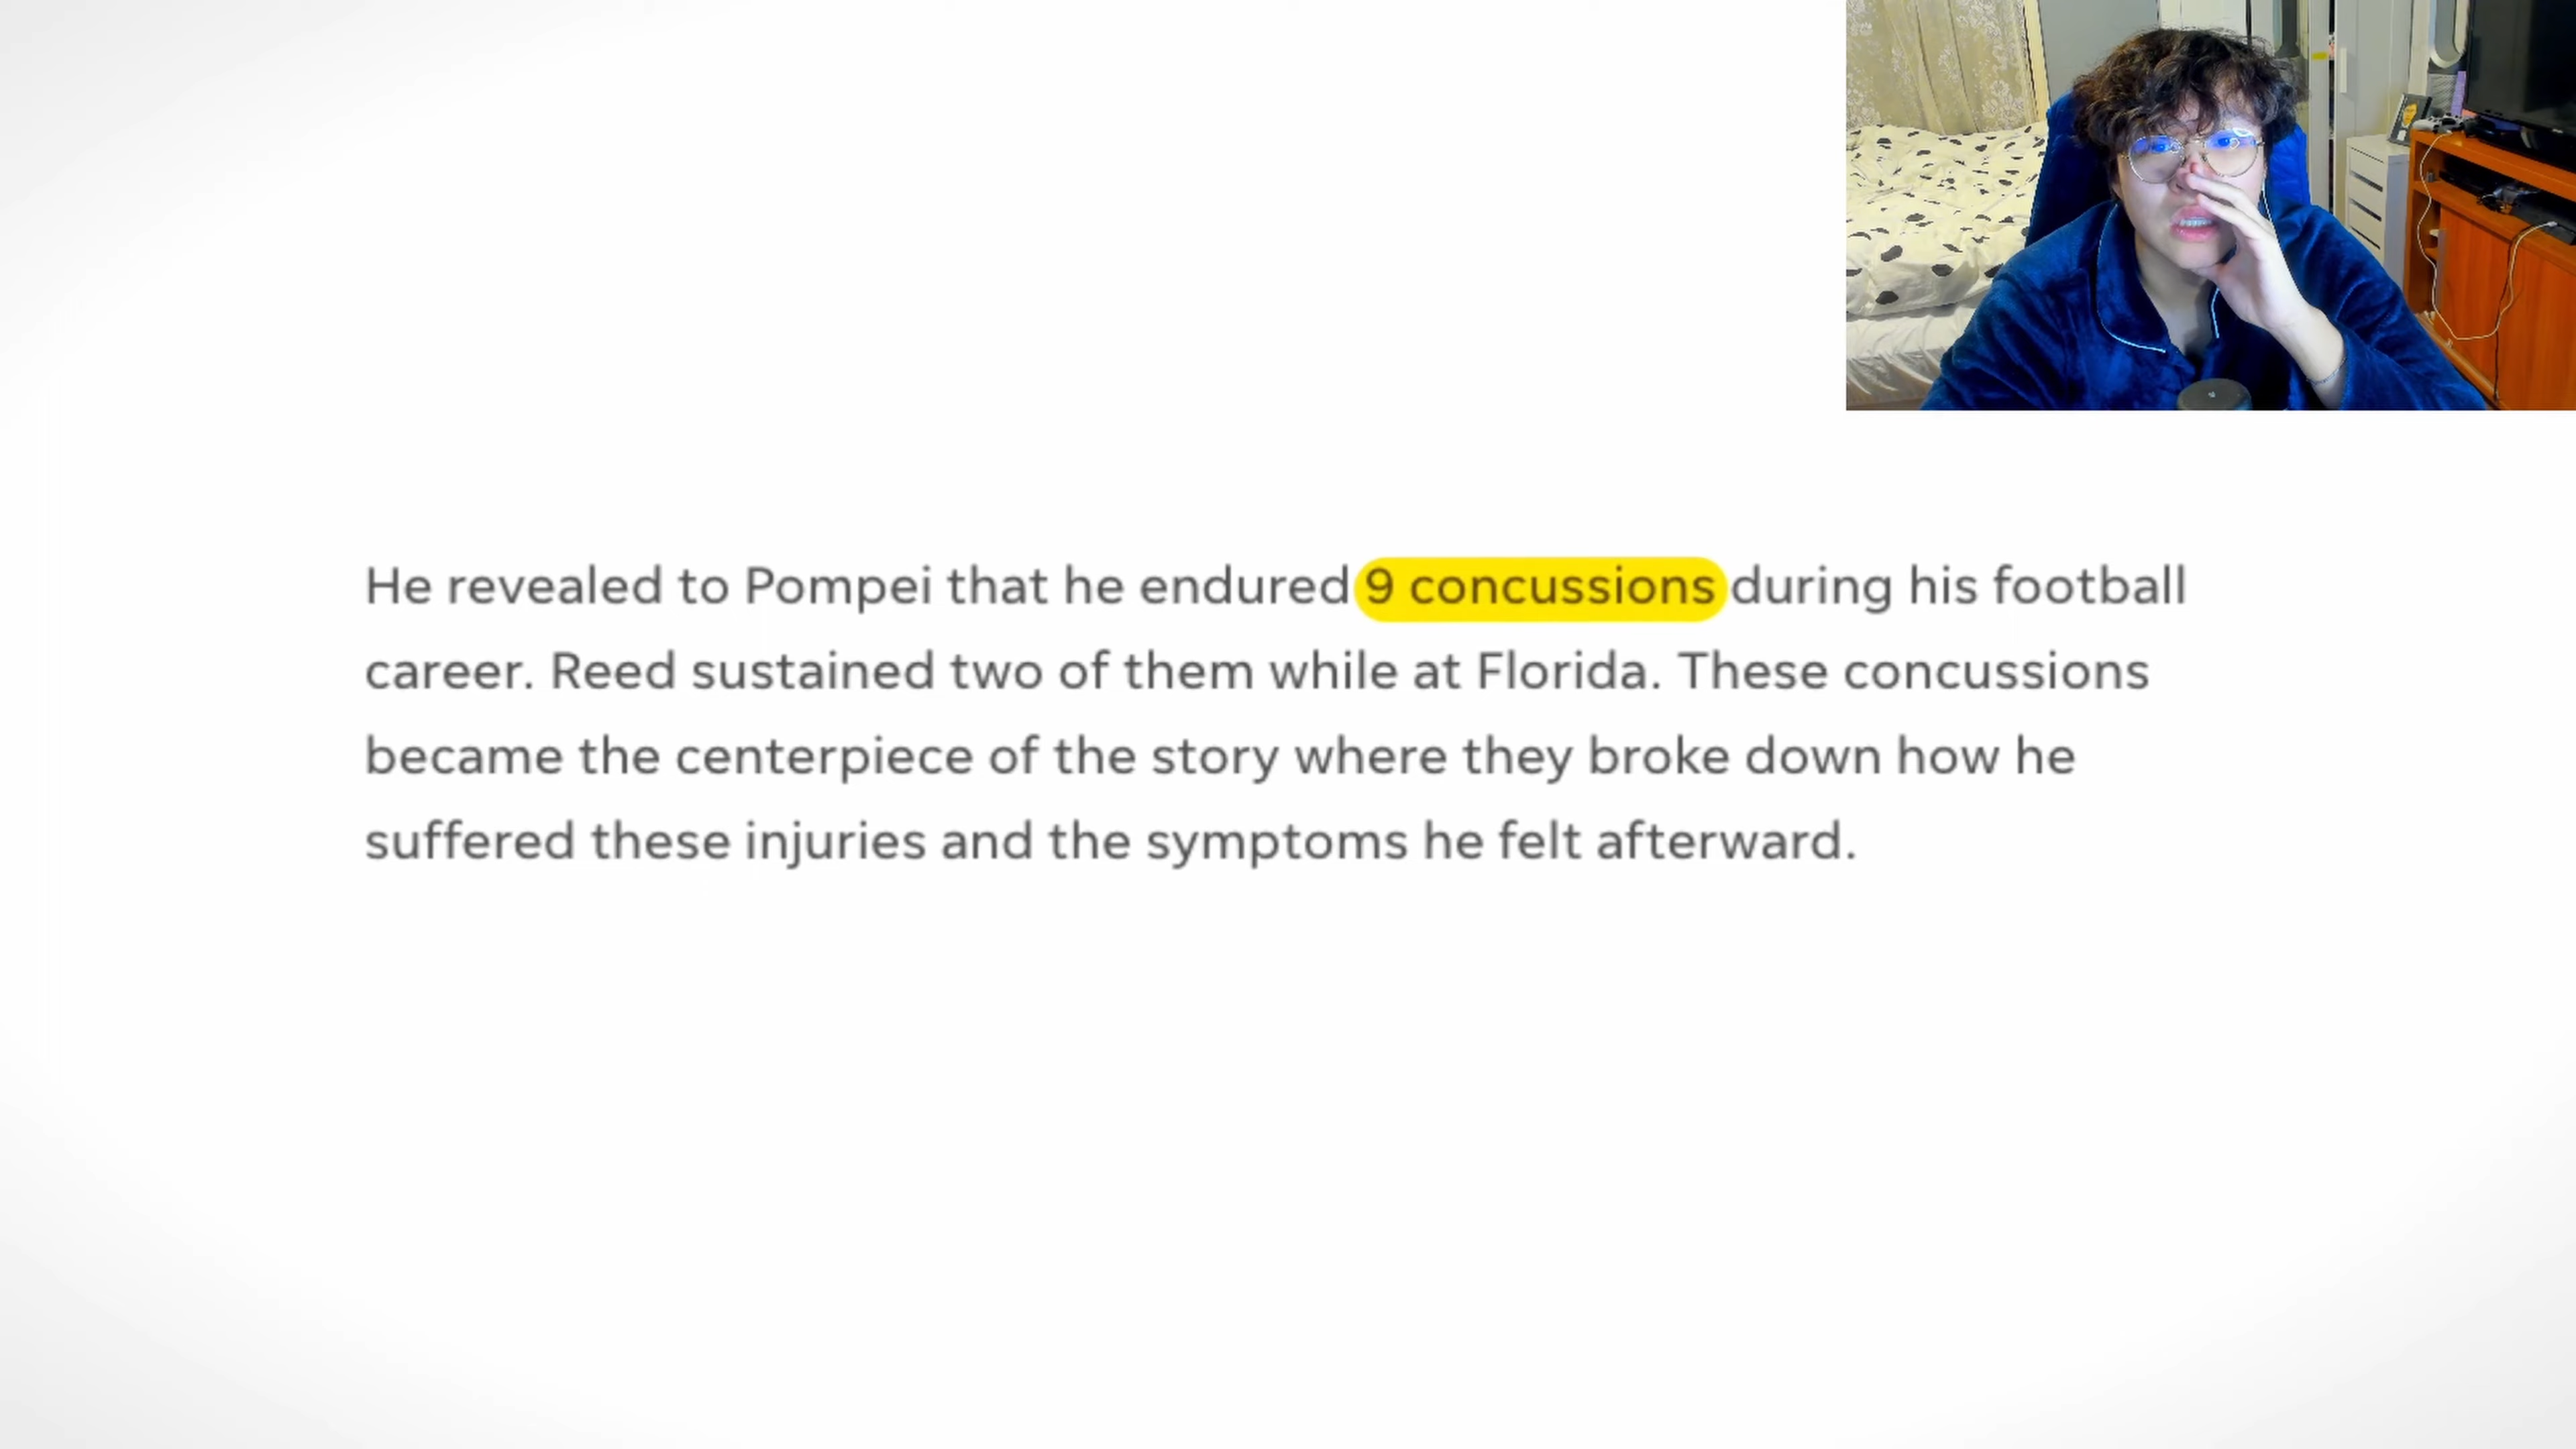 He revealed to Pompei that he endured 9 concussions during his football
career. Reed sustained two of them while at Florida. These concussions
became the centerpiece of the story where they broke down how he
suffered these injuries and the symptoms he felt afterward.